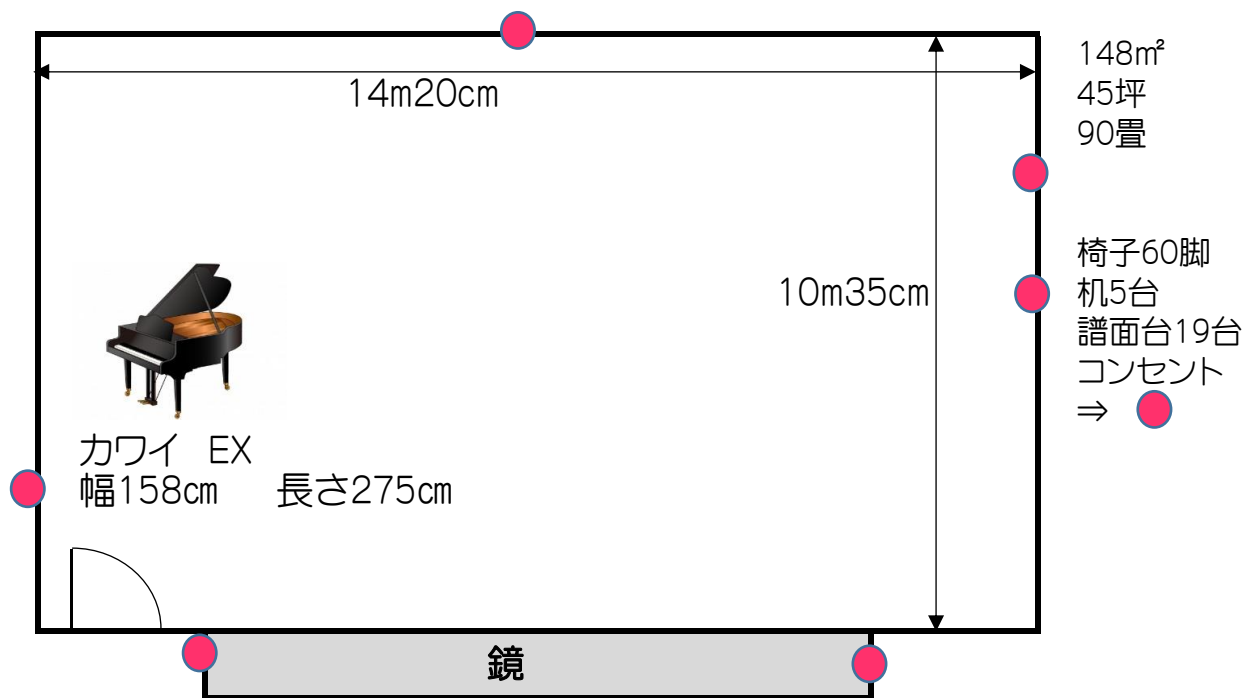 14m20cm
148㎡
45坪
90畳
10m35cm
椅子60脚
机5台
譜面台19台
コンセント
⇒
カワイ　EX
幅158㎝　　長さ275㎝
鏡